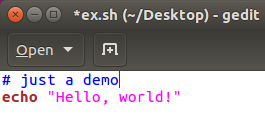 *ex.sh (~/Desktop) - gedit
Open
# just a demo
echo "Hello, world!"